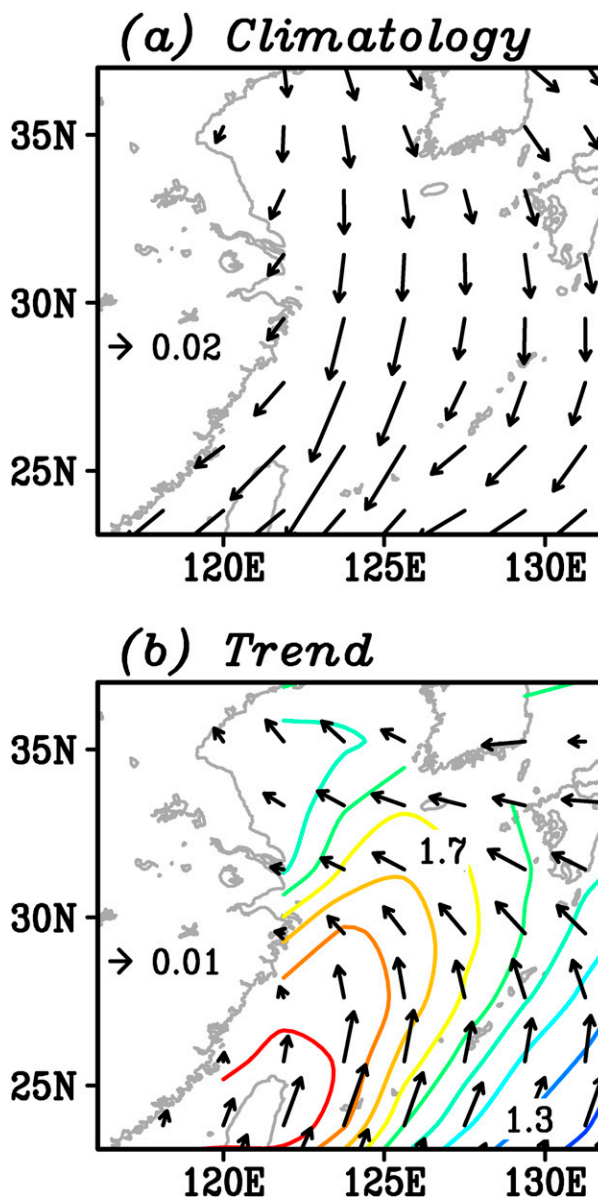 (a) Climatology
35N
30N
→ 0.02
25N
120E 125E 130E
(b) Trend
35N
1.7
30N
→ 0.01
25N
1.3
120E 125E 130E